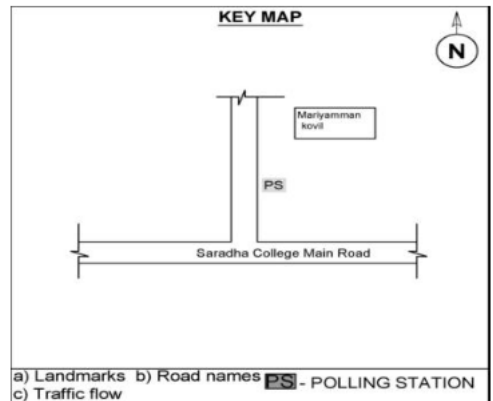 KEY MAP
N
Mariyamman
kovil
PS
Saradha College Main Road
a) Landmarks b) Road names PS - POLLING STATION
c) Traffic flow